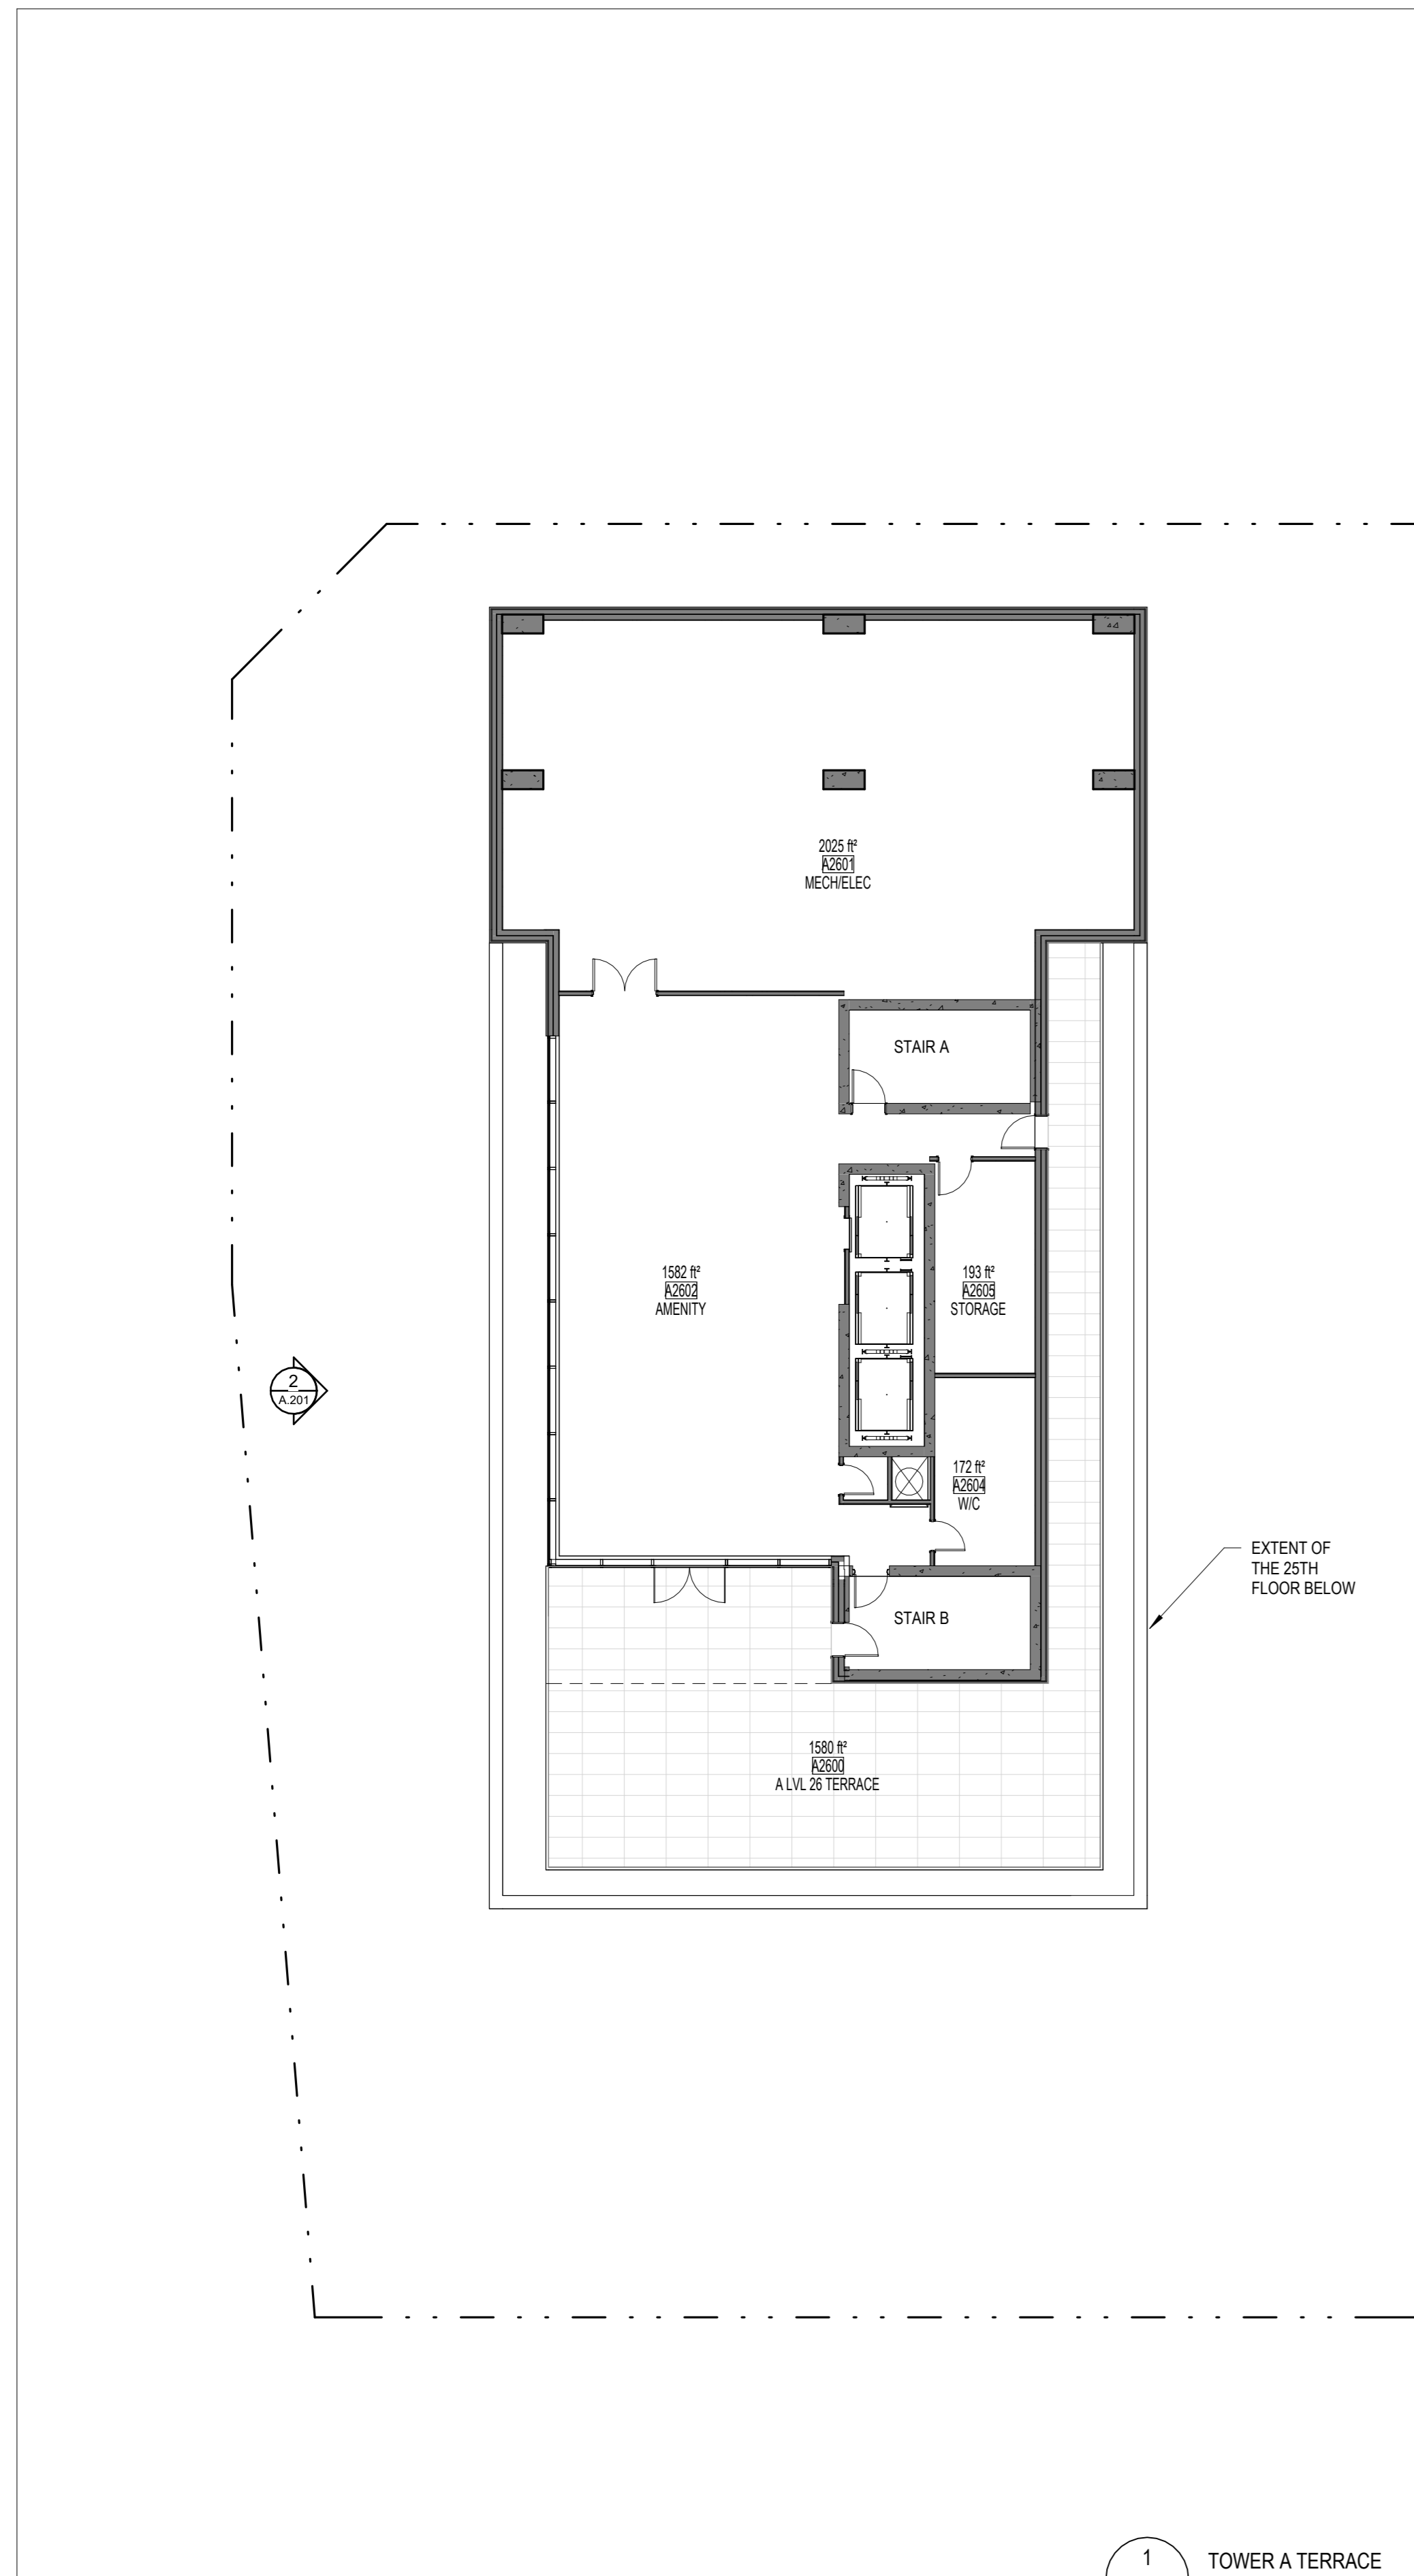 2025 ft²
A2601
MECH/ELEC
STAIR A
1582 ft²
A2602
AMENITY
193 ft²
A2605
STORAGE
2
A.201
172 ft²
A2604
W/C
EXTENT OF
THE 25TH
FLOOR BELOW
STAIR B
1580 ft²
A2600
A LVL 26 TERRACE
1
TOWER A TERRACE